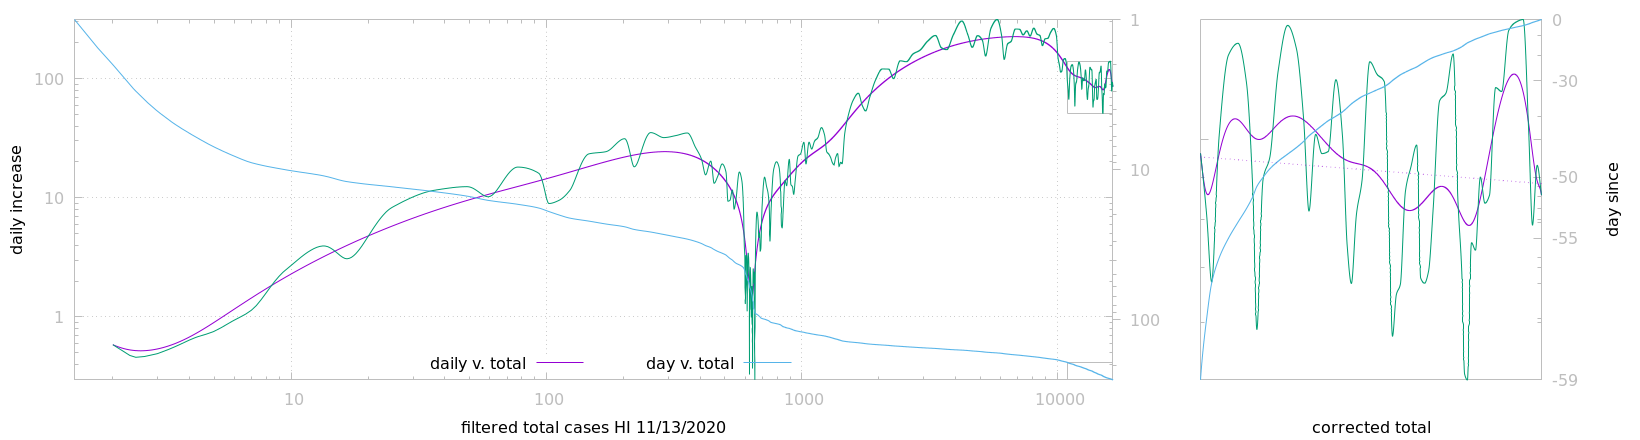 daily increase
100
10
1
10
100
1000
10000
1
10
100
daily v. total
day v. total
filtered total cases HI 11/13/2020
0
-30
-50
-55
-59
day since
corrected total